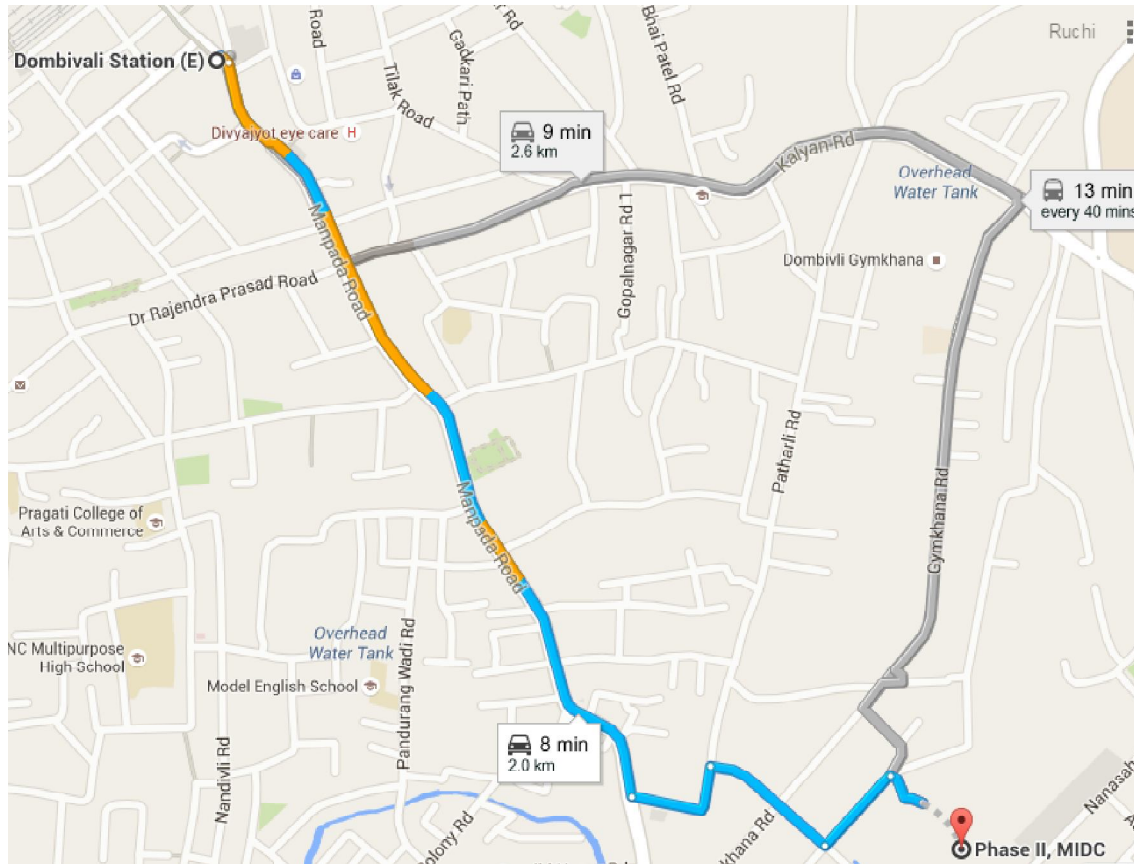 Road
Rd
Ruchi
Dombivali Station (E)
Gadkari Path
Bhai Patel Rd
Tilak Road
Divyajyot eye care H
9 min
2.6 km
Kalyan Rd
Overhead
Water Tank
13 min
every 40 mins
Manpada Road
Gopalnagar Rd 1
Dombivli Gymkhana
Dr Rajendra Prasad Road
Patharli Rd
Manpada Road
Gymkhana Rd
Pragati College of
Arts & Commerce
Overhead
Water Tank
NC Multipurpose
High School
Model English School
Pandurang Wadi Rd
Nandivli Rd
8 min
2.0 km
Nanasah
khana Rd
olony Rd
Phase II, MIDC